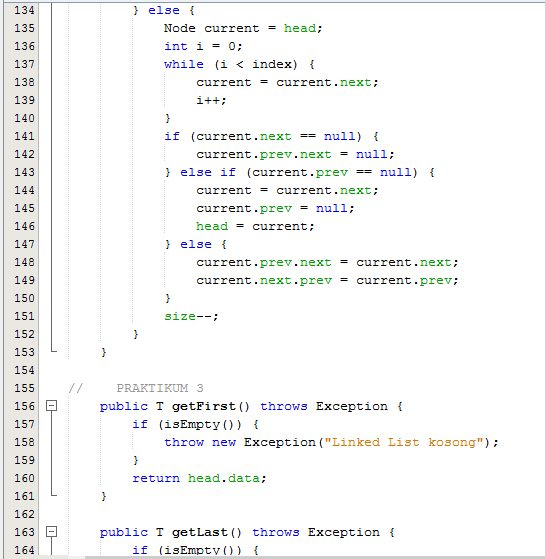 134 } else {
135 Node current = head;
136 int i = 0;
137 while (i < index) {
138 current = current.next;
139 i++;
140 }
141 if (current.next == null) {
142 current.prev.next = null;
143 } else if (current.prev == null) {
144 current = current.next;
145 current.prev = null;
146 head = current;
147 } else {
148 current.prev.next = current.next;
149 current.next.prev = current.prev;
150 }
151 size--;
152 }
153 }
154
155 // PRAKTIKUM 3
156 public T getFirst() throws Exception {
157 if (isEmpty()) {
158 throw new Exception("Linked List kosong");
159 }
160 return head.data;
161 }
162
163 public T getLast() throws Exception {
164 if (isEmpty()) {